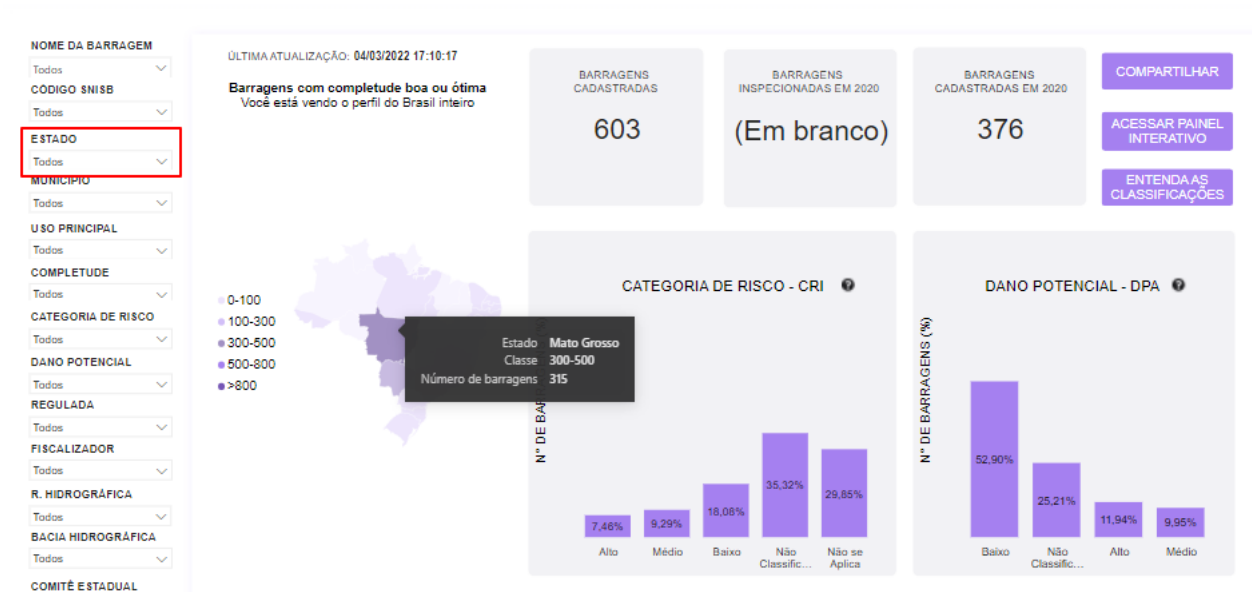 NOME DA BARRAGEM
Todos
CÓDIGO SNISB
Todos
ESTADO
Todos
MUNICÍPIO
Todos
USO PRINCIPAL
Todos
COMPLETUDE
Todos
CATEGORIA DE RISCO
Todos
DANO POTENCIAL
Todos
REGULADA
Todos
FISCALIZADOR
Todos
R. HIDROGRÁFICA
Todos
BACIA HIDROGRÁFICA
Todos
COMITÊ ESTADUAL
ÚLTIMA ATUALIZAÇÃO: 04/03/2022 17:10:17
Barragens com completude boa ou ótima
Você está vendo o perfil do Brasil inteiro
BARRAGENS
CADASTRADAS
603
BARRAGENS
INSPECIONADAS EM 2020
(Em branco)
BARRAGENS
CADASTRADAS EM 2020
376
COMPARTILHAR
ACESSAR PAINEL
INTERATIVO
ENTENDA AS
CLASSIFICAÇÕES
0-100
100-300
300-500
500-800
>800
Estado Mato Grosso
Classe 300-500
Número de barragens 315
CATEGORIA DE RISCO - CRI
N° DE (%)
7,46%
9,29%
18,08%
35,32%
29,85%
Alto
Médio
Baixo
Não
Classific...
Não se
Aplica
DANO POTENCIAL - DPA
N° DE BARRAGENS (%)
52,90%
25,21%
11,94%
9,95%
Baixo
Não
Classific...
Alto
Médio